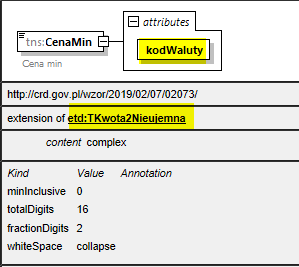 attributes
tns:CenaMin
kodWaluty
Cena min
http://crd.gov.pl/wzor/2019/02/07/02073/
extension of etd:TKwota2Nieujemna
content complex
Kind Value Annotation
minInclusive 0
totalDigits 16
fractionDigits 2
whiteSpace collapse